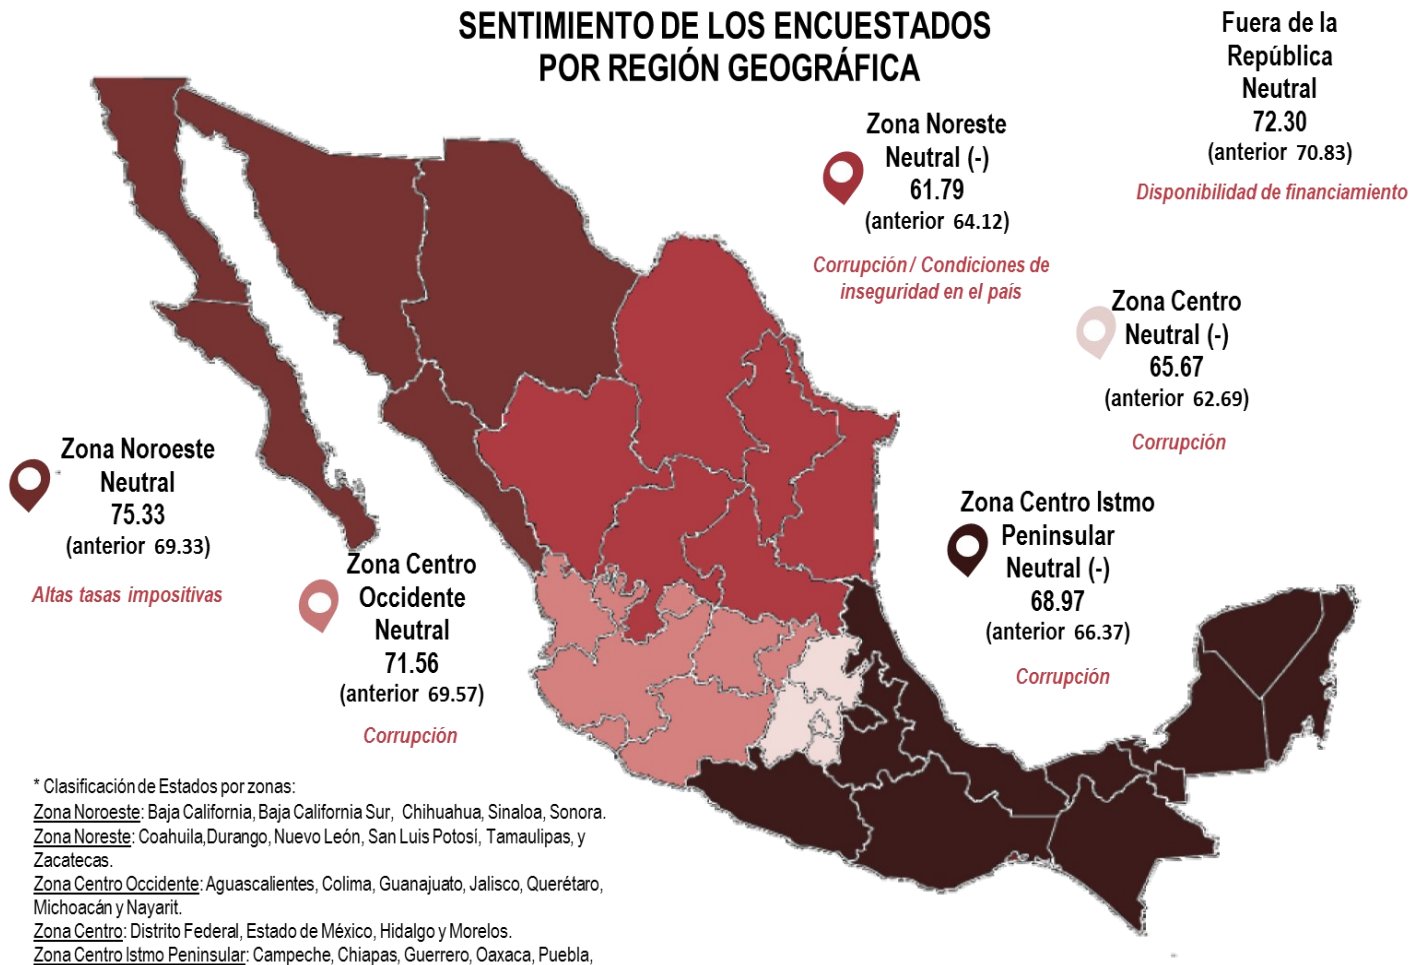 SENTIMIENTO DE LOS ENCUESTADOS
POR REGIÓN GEOGRÁFICA
Fuera de la
República
Neutral
72.30
(anterior 70.83)
Disponibilidad de financiamiento
Zona Noreste
Neutral (-)
61.79
(anterior 64.12)
Corrupción / Condiciones de
inseguridad en el país
Zona Centro
Neutral (-)
65.67
(anterior 62.69)
Corrupción
Zona Noroeste
Neutral
75.33
(anterior 69.33)
Altas tasas impositivas
Zona Centro
Occidente
Neutral
71.56
(anterior 69.57)
Corrupción
Zona Centro Istmo
Peninsular
Neutral (-)
68.97
(anterior 66.37)
Corrupción
* Clasificación de Estados por zonas:
Zona Noroeste: Baja California, Baja California Sur, Chihuahua, Sinaloa, Sonora.
Zona Noreste: Coahuila,Durango, Nuevo León, San Luis Potosí, Tamaulipas, y
Zacatecas.
Zona Centro Occidente: Aguascalientes, Colima, Guanajuato, Jalisco, Querétaro,
Michoacán y Nayarit.
Zona Centro: Distrito Federal, Estado de México, Hidalgo y Morelos.
Zona Centro Istmo Peninsular: Campeche, Chiapas, Guerrero, Oaxaca, Puebla,